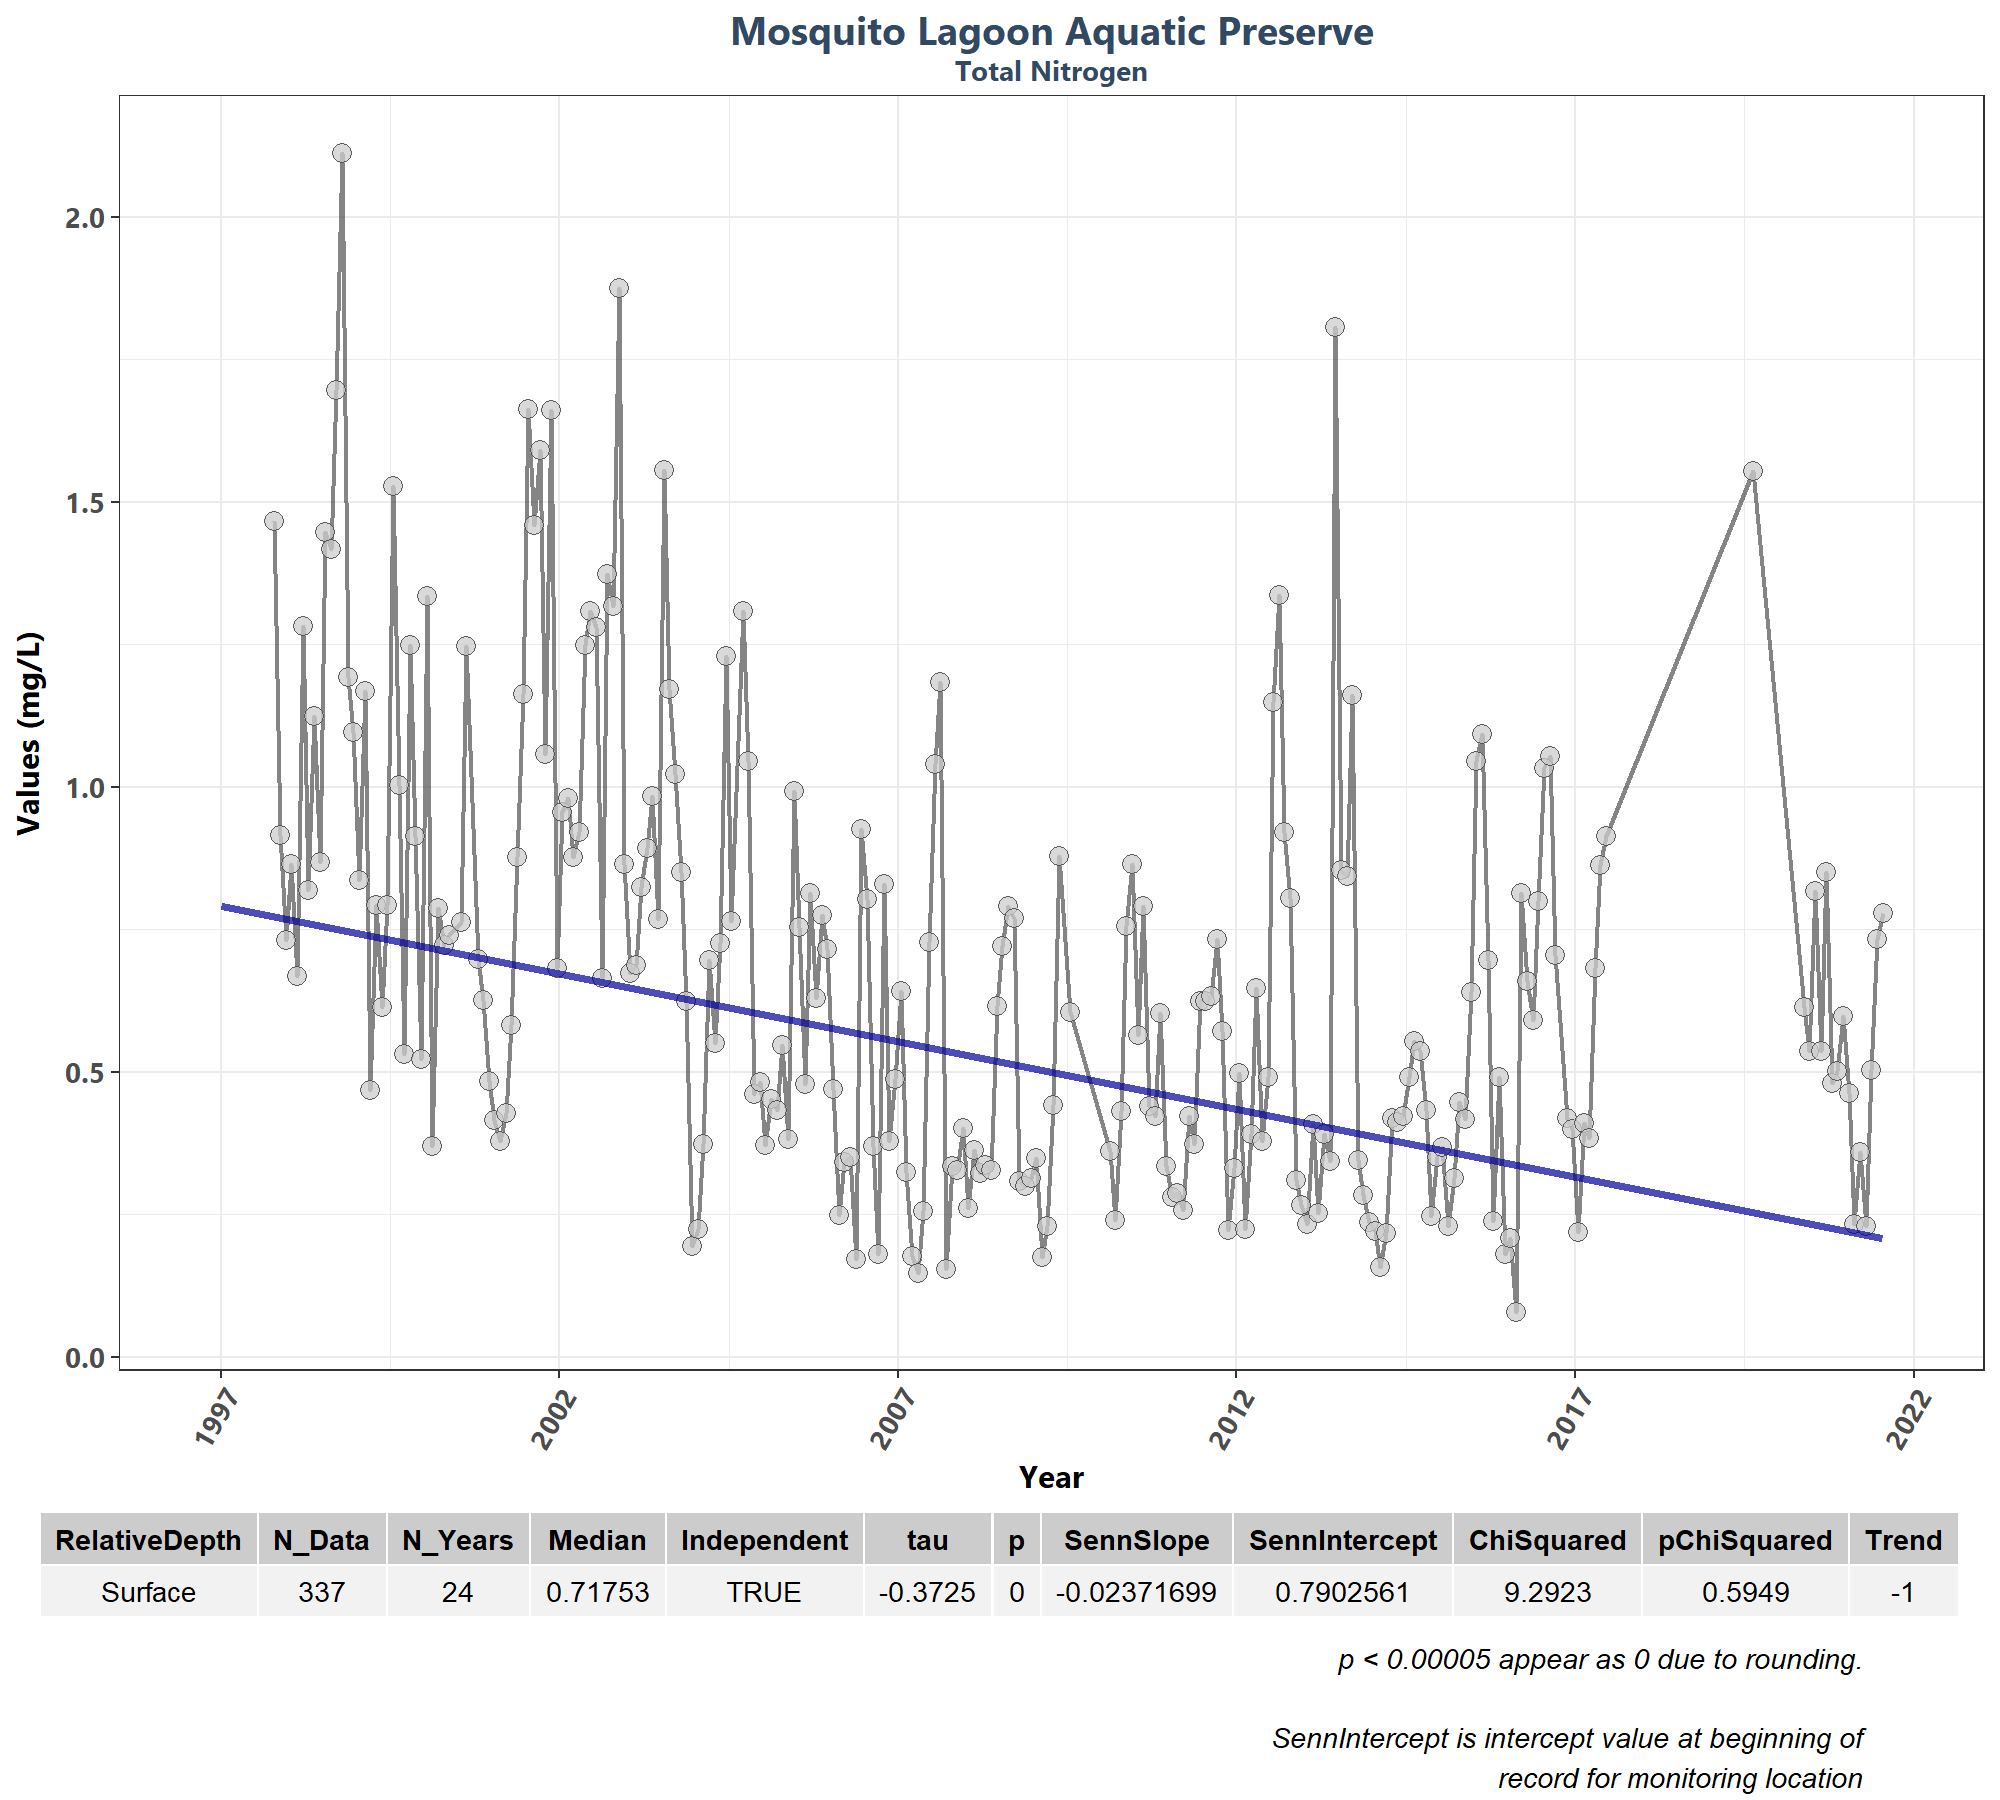 Mosquito Lagoon Aquatic Preserve
Total Nitrogen
Values (mg/L)
2.0
1.5
1.0
0.5
0.0
1997 2002 2007 2012 2017 2022
Year
RelativeDepth N_Data N_Years Median Independent tau p SennSlope SennIntercept ChiSquared pChiSquared Trend
Surface 337 24 0.71753 TRUE -0.3725 0 -0.02371699 0.7902561 9.2923 0.5949 -1
p < 0.00005 appear as 0 due to rounding.
SennIntercept is intercept value at beginning of
record for monitoring location